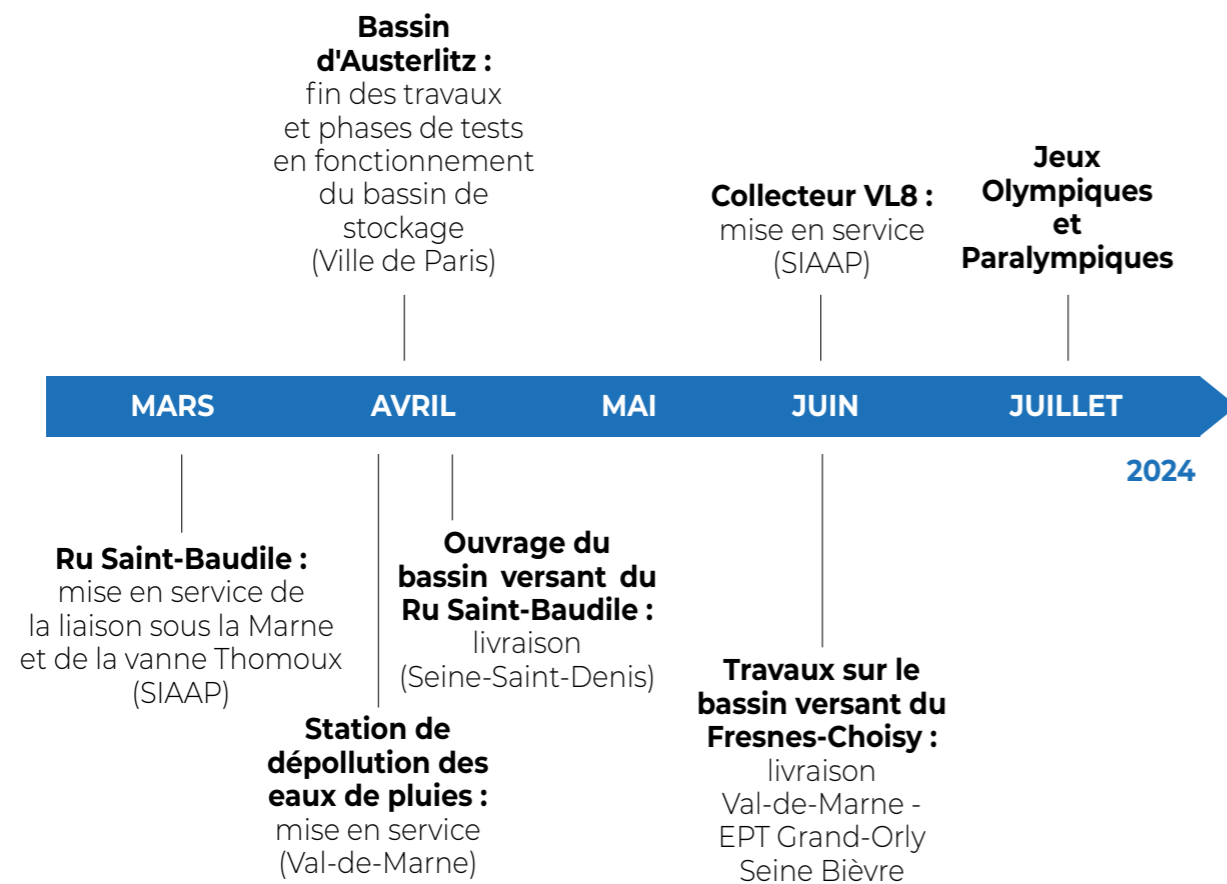 Bassin
d'Austerlitz :
fin des travaux
et phases de tests
en fonctionnement
du bassin de
stockage
(Ville de Paris)
Collecteur VL8 :
mise en service
(SIAAP)
Jeux
Olympiques
et
Paralympiques
MARS
AVRIL
MAI
JUIN
JUILLET
2024
Ru Saint-Baudile :
mise en service de
la liaison sous la Marne
et de la vanne Thomoux
(SIAAP)
Station de
dépollution des
eaux de pluies :
mise en service
(Val-de-Marne)
Ouvrage du
bassin versant du
Ru Saint-Baudile :
livraison
(Seine-Saint-Denis)
Travaux sur le
bassin versant du
Fresnes-Choisy :
livraison
Val-de-Marne -
EPT Grand-Orly
Seine Bièvre